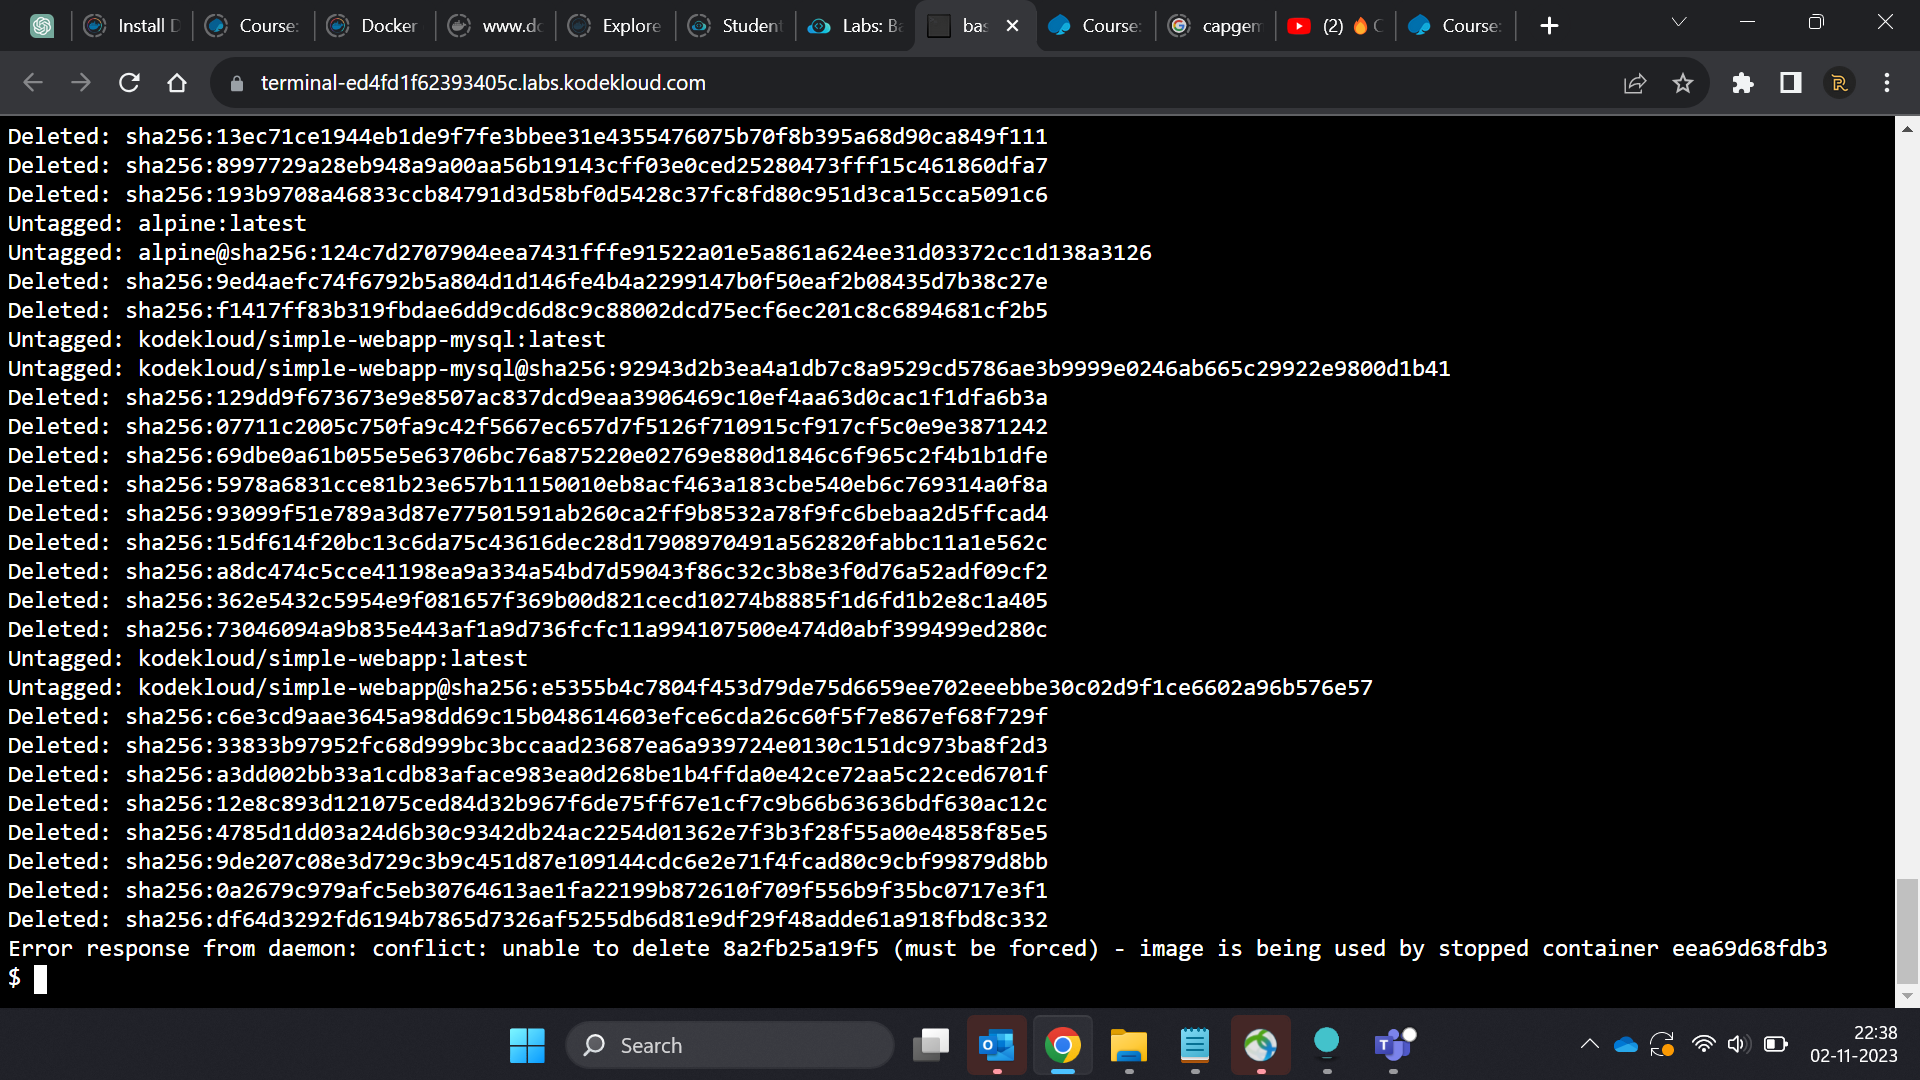 Install D
Course:
Docker
www.do
Explore
Student
Labs: Ba
bas
Course:
capgem
(2)
Course:
terminal-ed4fd1f62393405c.labs.kodekloud.com
Deleted: sha256:13ec71ce1944eb1de9f7fe3bbee31e4355476075b70f8b395a68d90ca849f111
Deleted: sha256:8997729a28eb948a9a00aa56b19143cff03e0ced25280473fff15c461860dfa7
Deleted: sha256:193b9708a46833ccb84791d3d58bf0d5428c37fc8fd80c951d3ca15cca5091c6
Untagged: alpine:latest
Untagged: alpine@sha256:124c7d2707904eea7431fffe91522a01e5a861a624ee31d03372cc1d138a3126
Deleted: sha256:9ed4aefc74f6792b5a804d1d146fe4b4a2299147b0f50eaf2b08435d7b38c27e
Deleted: sha256:f1417ff83b319fbdae6dd9cd6d8c9c88002dcd75ecf6ec201c8c6894681cf2b5
Untagged: kodekloud/simple-webapp-mysql:latest
Untagged: kodekloud/simple-webapp-mysql@sha256:92943d2b3ea4a1db7c8a9529cd5786ae3b9999e0246ab665c29922e9800d1b41
Deleted: sha256:129dd9f673673e9e8507ac837dcd9eaa3906469c10ef4aa63d0cac1f1dfa6b3a
Deleted: sha256:07711c2005c750fa9c42f5667ec657d7f5126f710915cf917cf5c0e9e3871242
Deleted: sha256:69dbe0a61b055e5e63706bc76a875220e02769e880d1846c6f965c2f4b1b1dfe
Deleted: sha256:5978a6831cce81b23e657b11150010eb8acf463a183cbe540eb6c769314a0f8a
Deleted: sha256:93099f51e789a3d87e77501591ab260ca2ff9b8532a78f9fc6bebaa2d5ffcad4
Deleted: sha256:15df614f20bc13c6da75c43616dec28d17908970491a562820fabbc11a1e562c
Deleted: sha256:a8dc474c5cce41198ea9a334a54bd7d59043f86c32c3b8e3f0d76a52adf09cf2
Deleted: sha256:362e5432c5954e9f081657f369b00d821cecd10274b8885f1d6fd1b2e8c1a405
Deleted: sha256:73046094a9b835e443af1a9d736fcfc11a994107500e474d0abf399499ed280c
Untagged: kodekloud/simple-webapp:latest
Untagged: kodekloud/simple-webapp@sha256:e5355b4c7804f453d79de75d6659ee702eeebbe30c02d9f1ce6602a96b576e57
Deleted: sha256:c6e3cd9aae3645a98dd69c15b048614603efce6cda26c60f5f7e867ef68f729f
Deleted: sha256:33833b97952fc68d999bc3bccaad23687ea6a939724e0130c151dc973ba8f2d3
Deleted: sha256:a3dd002bb33a1cdb83aface983ea0d268be1b4ffda0e42ce72aa5c22ced6701f
Deleted: sha256:12e8c893d121075ced84d32b967f6de75ff67e1cf7c9b66b63636bdf630ac12c
Deleted: sha256:4785d1dd03a24d6b30c9342db24ac2254d01362e7f3b3f28f55a00e4858f85e5
Deleted: sha256:9de207c08e3d729c3b9c451d87e109144cdc6e2e71f4fcad80c9cbf99879d8bb
Deleted: sha256:0a2679c979afc5eb30764613ae1fa22199b872610f709f556b9f35bc0717e3f1
Deleted: sha256:df64d3292fd6194b7865d7326af5255db6d81e9df29f48adde61a918fbd8c332
Error response from daemon: conflict: unable to delete 8a2fb25a19f5 (must be forced) - image is being used by stopped container eea69d68fdb3
$
Search
22:38
02-11-2023